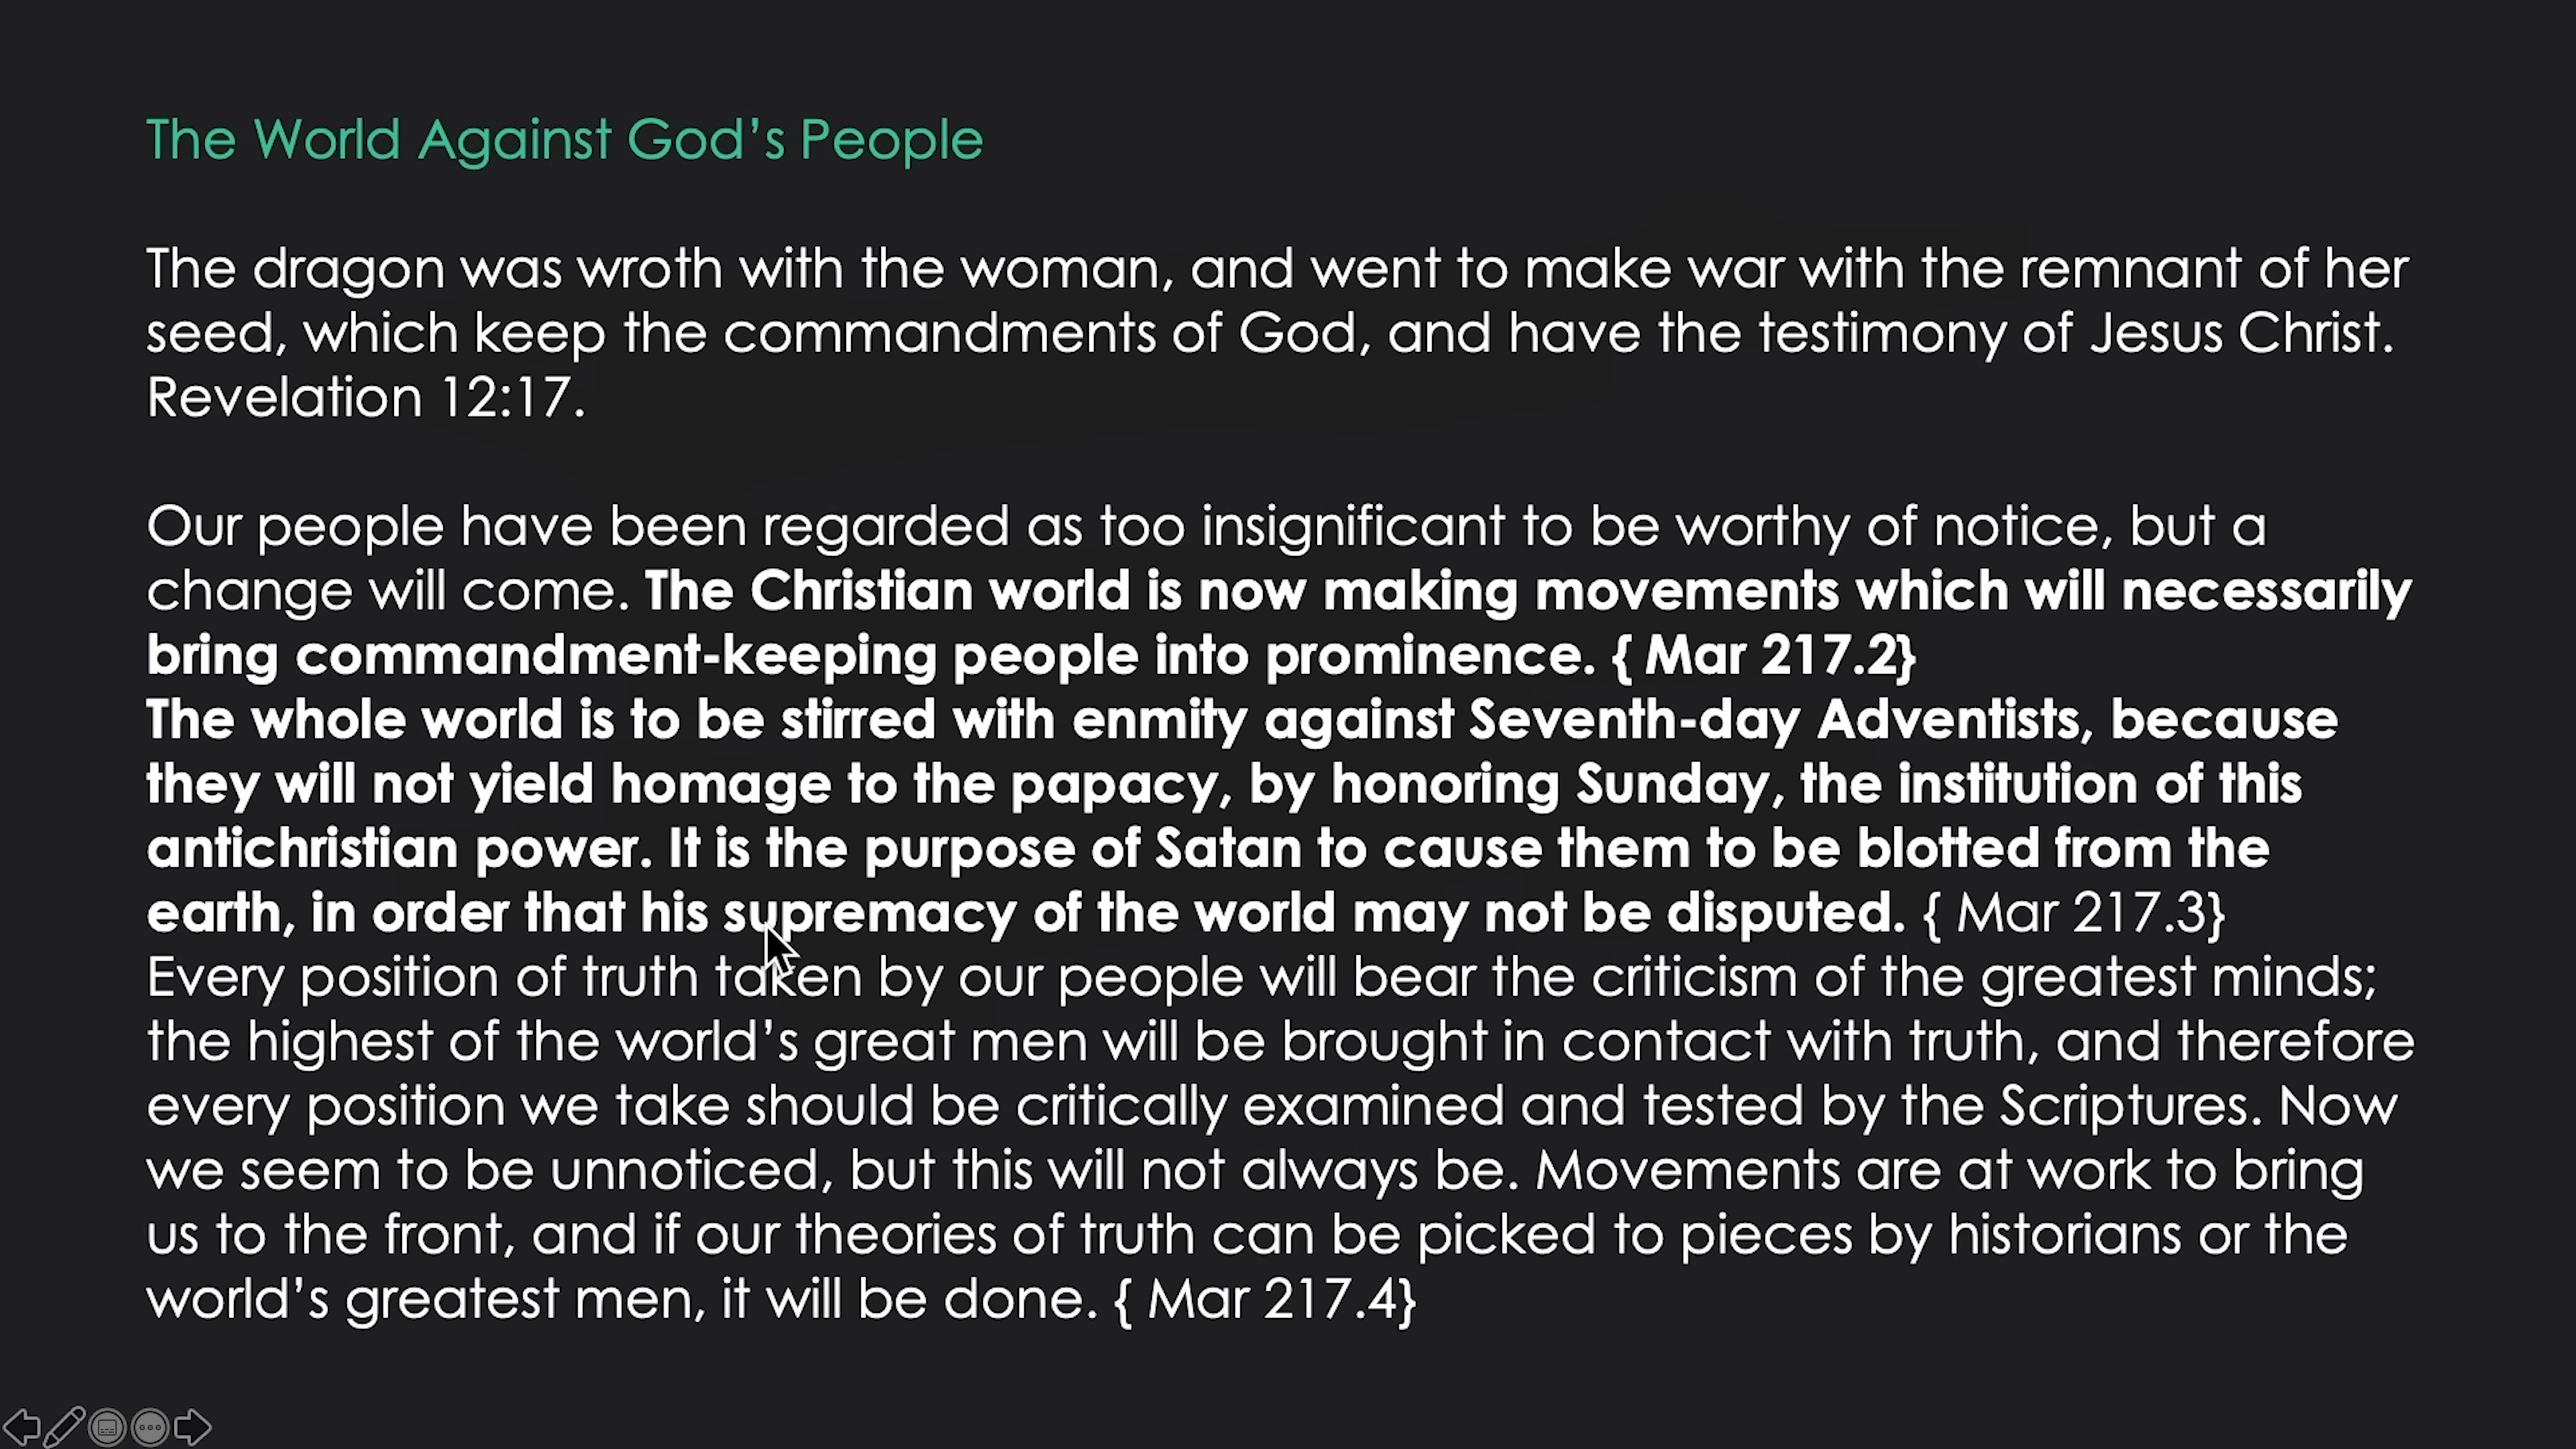 The World Against God’s People
The dragon was wroth with the woman, and went to make war with the remnant of her
seed, which keep the commandments of God, and have the testimony of Jesus Christ.
Revelation 12:17.
Our people have been regarded as too insignificant to be worthy of notice, but a
change will come. The Christian world is now making movements which will necessarily
bring commandment-keeping people into prominence. { Mar 217.2}
The whole world is to be stirred with enmity against Seventh-day Adventists, because
they will not yield homage to the papacy, by honoring Sunday, the institution of this
antichristian power. It is the purpose of Satan to cause them to be blotted from the
earth, in order that his supremacy of the world may not be disputed. { Mar 217.3}
Every position of truth taken by our people will bear the criticism of the greatest minds;
the highest of the world’s great men will be brought in contact with truth, and therefore
every position we take should be critically examined and tested by the Scriptures. Now
we seem to be unnoticed, but this will not always be. Movements are at work to bring
us to the front, and if our theories of truth can be picked to pieces by historians or the
world’s greatest men, it will be done. { Mar 217.4}